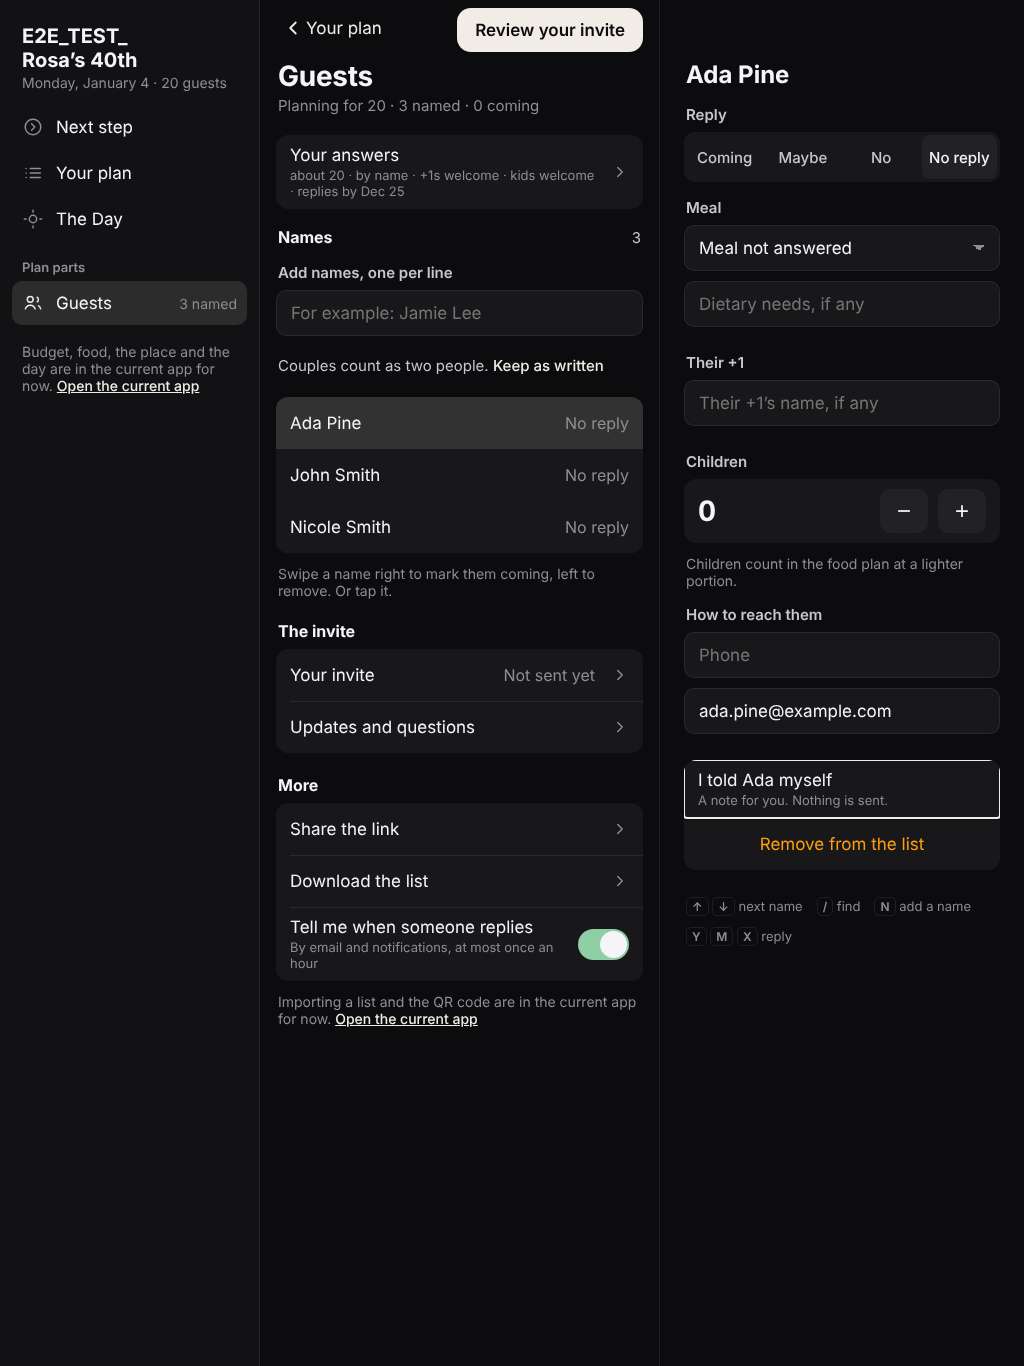 E2E_TEST_
Rosa’s 40th
Monday, January 4 · 20 guests
Next step
Your plan
The Day
Plan parts
Guests
3 named
Budget, food, the place and the
day are in the current app for
now. Open the current app
Your plan
Review your invite
Guests
Planning for 20 · 3 named · 0 coming
Your answers
about 20 · by name · +1s welcome · kids welcome
· replies by Dec 25
Names
3
Add names, one per line
For example: Jamie Lee
Couples count as two people. Keep as written
Ada Pine
No reply
John Smith
No reply
Nicole Smith
No reply
Swipe a name right to mark them coming, left to
remove. Or tap it.
The invite
Your invite
Not sent yet
Updates and questions
More
Share the link
Download the list
Tell me when someone replies
By email and notifications, at most once an
hour
Importing a list and the QR code are in the current app
for now. Open the current app
Ada Pine
Reply
Coming
Maybe
No
No reply
Meal
Meal not answered
Dietary needs, if any
Their +1
Their +1’s name, if any
Children
0
− +
Children count in the food plan at a lighter
portion.
How to reach them
Phone
ada.pine@example.com
I told Ada myself
A note for you. Nothing is sent.
Remove from the list
↑ ↓ next name / find N add a name
Y M X reply